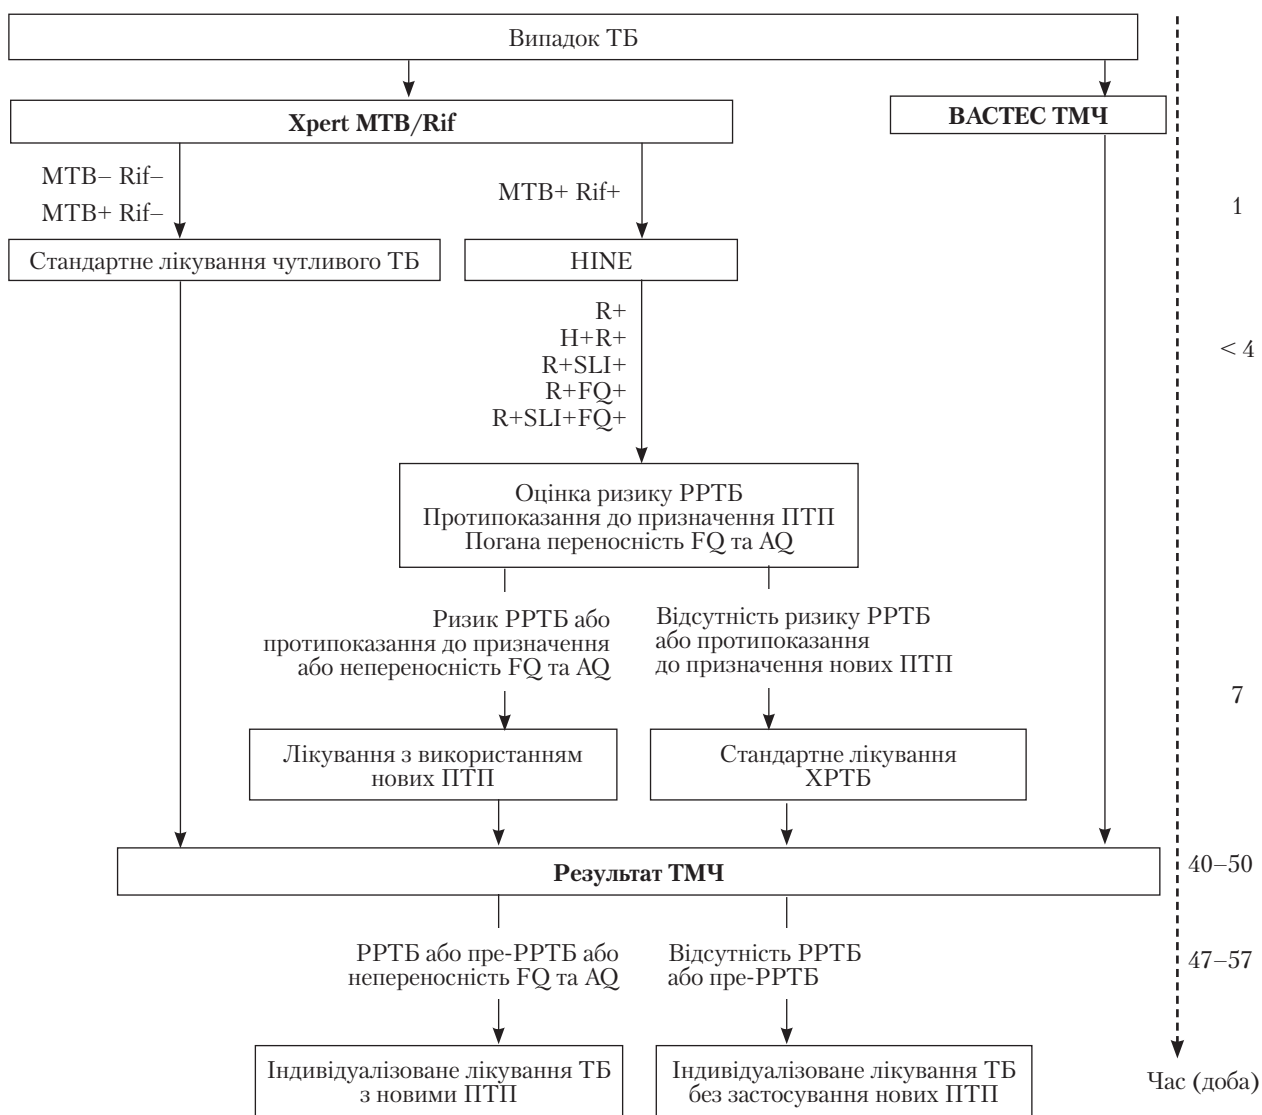 Випадок ТБ
Xpert MTB/Rif
ВАСТЕС ТМЧ
MTB– Rif–
MTB+ Rif–
MTB+ Rif+
1
Стандартне лікування чутливого ТБ
HINE
R+
H+R+
R+SLI+
R+FQ+
R+SLI+FQ+
< 4
Оцінка ризику РРТБ
Протипоказання до призначення ПТП
Погана переносність FQ та AQ
Ризик РРТБ або
протипоказання до призначення
або непереносність FQ та AQ
Відсутність ризику РРТБ
або протипоказання
до призначення нових ПТП
7
Лікування з використанням
нових ПТП
Стандартне лікування
ХРТБ
Результат ТМЧ
40–50
РРТБ або пре-РРТБ або
непереносність FQ та AQ
Відсутність РРТБ
або пре-РРТБ
47–57
Індивідуалізоване лікування ТБ
з новими ПТП
Індивідуалізоване лікування ТБ
без застосування нових ПТП
Час (доба)